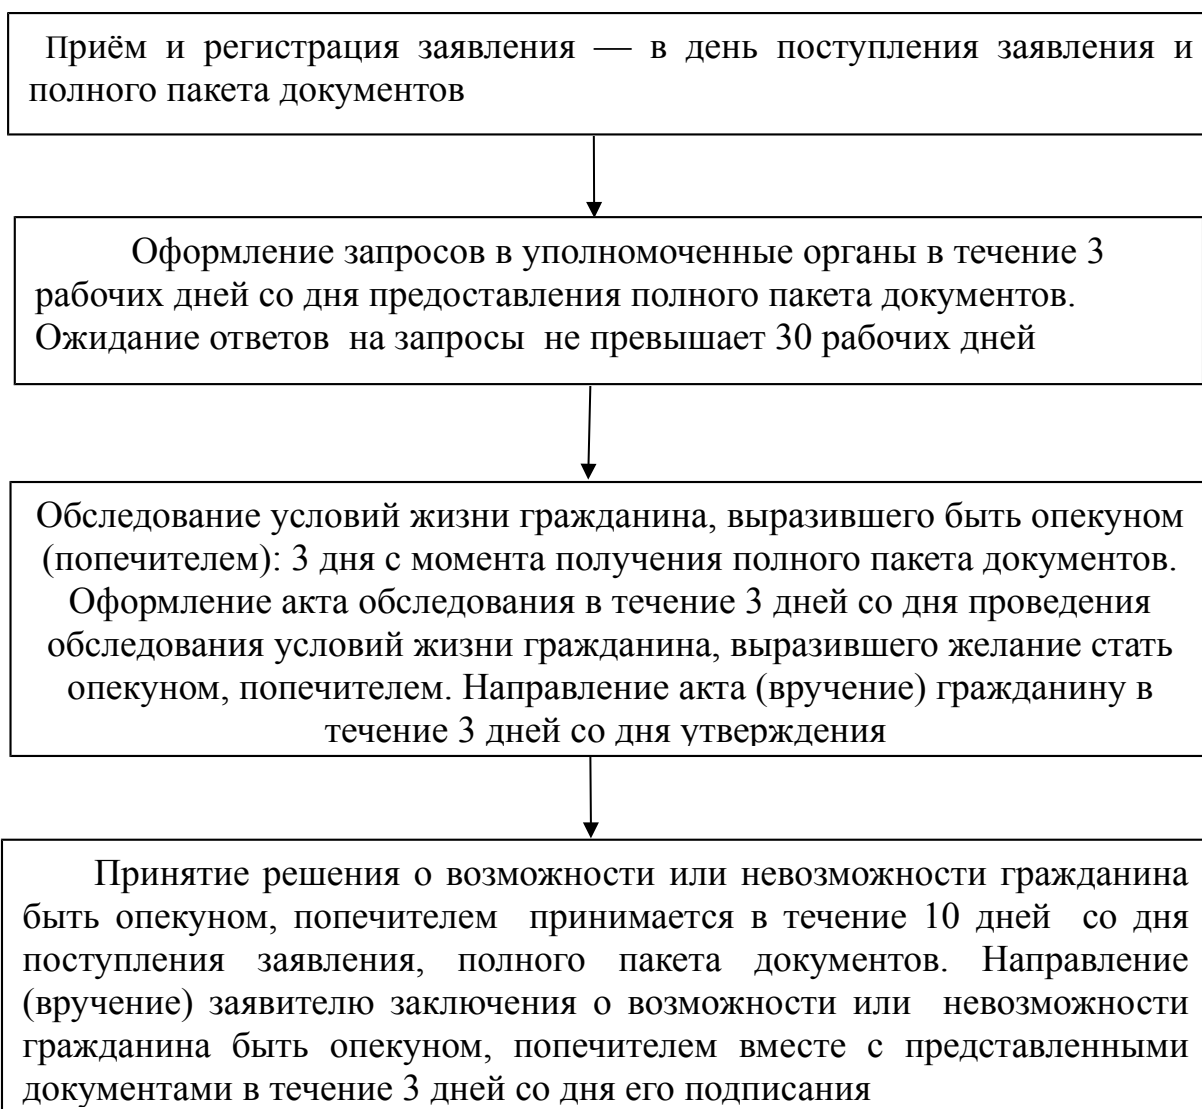 Приём и регистрация заявления — в день поступления заявления и
полного пакета документов
Оформление запросов в уполномоченные органы в течение 3
рабочих дней со дня предоставления полного пакета документов.
Ожидание ответов на запросы не превышает 30 рабочих дней
Обследование условий жизни гражданина, выразившего быть опекуном
(попечителем): 3 дня с момента получения полного пакета документов.
Оформление акта обследования в течение 3 дней со дня проведения
обследования условий жизни гражданина, выразившего желание стать
опекуном, попечителем. Направление акта (вручение) гражданину в
течение 3 дней со дня утверждения
Принятие решения о возможности или невозможности гражданина
быть опекуном, попечителем принимается в течение 10 дней со дня
поступления заявления, полного пакета документов. Направление
(вручение) заявителю заключения о возможности или невозможности
гражданина быть опекуном, попечителем вместе с представленными
документами в течение 3 дней со дня его подписания